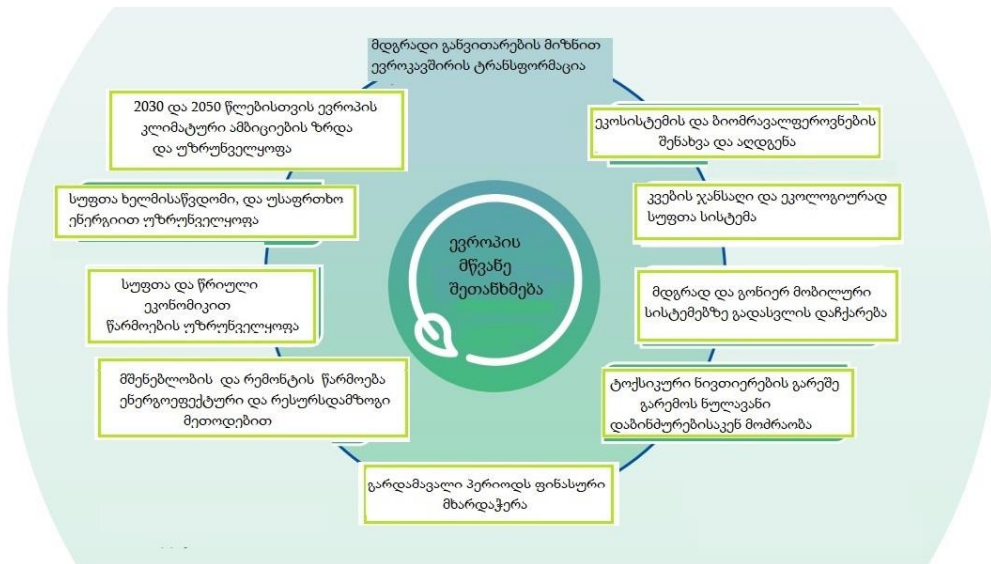 მდგრადი განვითარების მიზნით
ევროკავშირის ტრანსფორმაცია
2030 და 2050 წლებისთვის ევროპის
კლიმატური ამბიციების ზრდა
და უზრუნველყოფა
სუფთა ხელმისაწვდომი, და უსაფრთხო
ენერგიით უზრუნველყოფა
სუფთა და წრიული
ეკონომიკით
წარმოების უზრუნველყოფა
მშენებლობის და რემონტის წარმოება
ენერგოეფექტური და რესურსდამზოგი
მეთოდებით
ევროპის
მწვანე
შეთანხმება
ეკოსისტემის და ბიომრავალფეროვნების
შენახვა და აღდგენა
კვების ჯანსაღი და ეკოლოგიურად
სუფთა სისტემა
მდგრად და გონიერ მობილური
სისტემებზე გადასვლის დაჩქარება
ტოქსიკური ნივთიერების გარეშე
გარემოს ნულავანი
დაბინძურებისაკენ მოძრაობა
გარდამავალი პერიოდს ფინასური
მხარდაჭერა